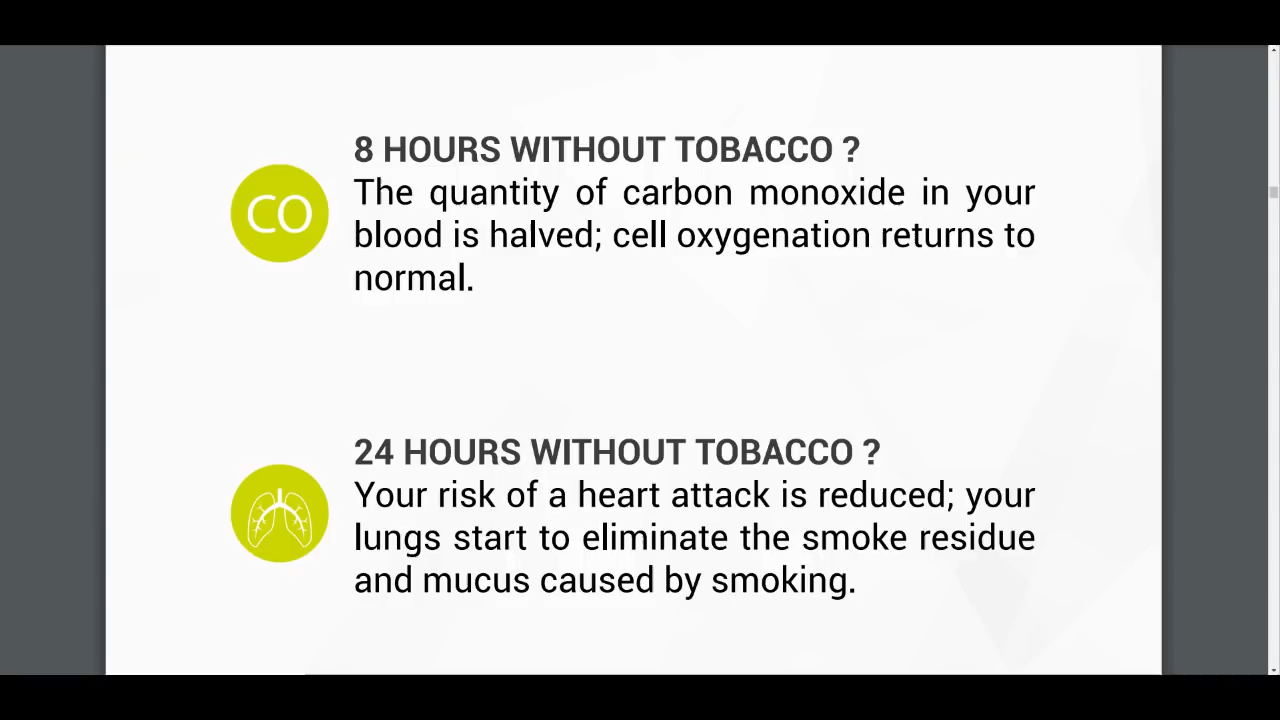 8 HOURS WITHOUT TOBACCO ?
CO
The quantity of carbon monoxide in your
blood is halved; cell oxygenation returns to
normal.
24 HOURS WITHOUT TOBACCO ?
Your risk of a heart attack is reduced; your
lungs start to eliminate the smoke residue
and mucus caused by smoking.